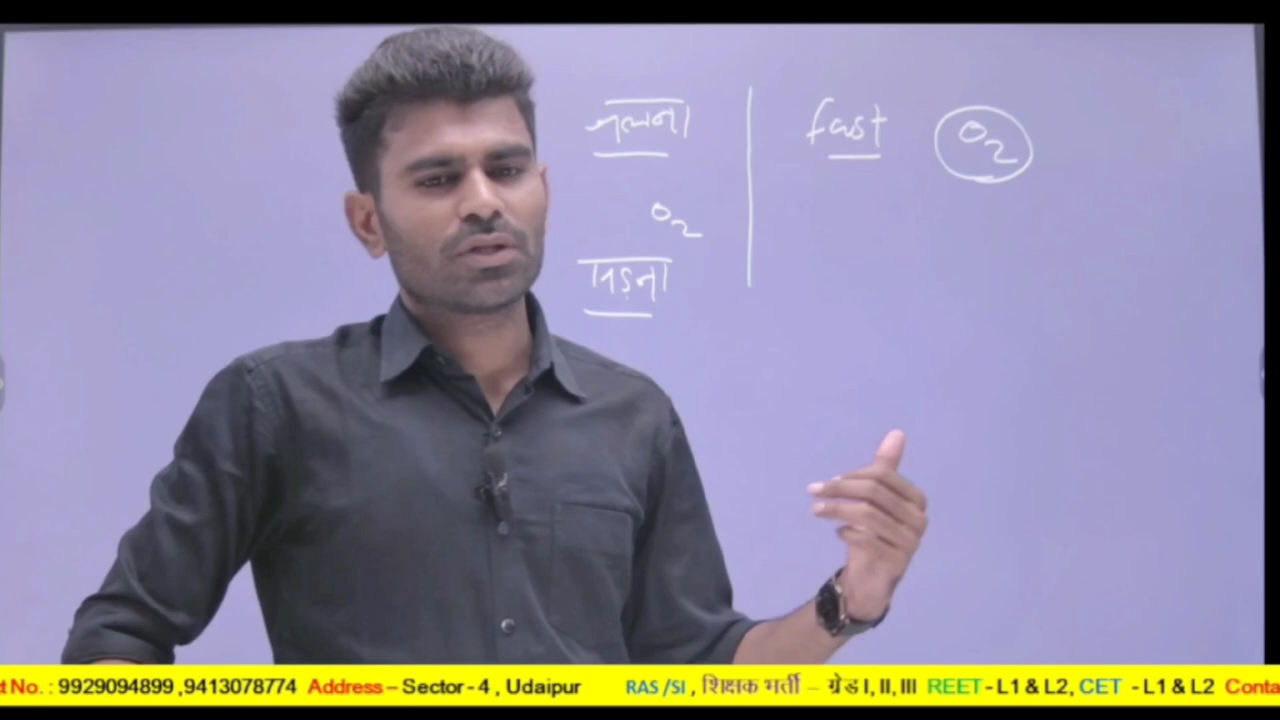 जलना
fast O2
O2
t No. : 9929094899 ,9413078774 Address – Sector - 4 , Udaipur RAS /SI , शिक्षक भर्ती – ग्रेड I, II, III REET - L1 & L2, CET - L1 & L2 Conta